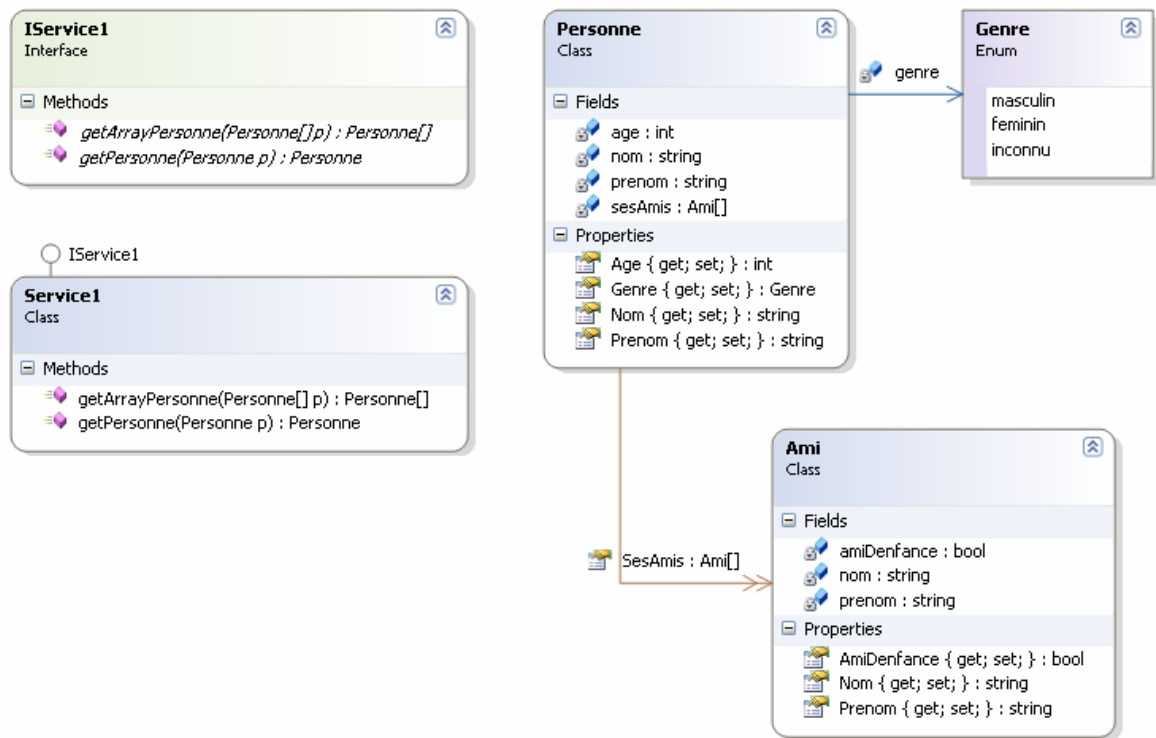 IService1
Interface
Methods
getArrayPersonne(Personne[]p) : Personne[]
getPersonne(Personne p) : Personne
IService1
Service1
Class
Methods
getArrayPersonne(Personne[] p) : Personne[]
getPersonne(Personne p) : Personne
Personne
Class
Fields
age : int
nom : string
prenom : string
sesAmis : Ami[]
Properties
Age { get; set; } : int
Genre { get; set; } : Genre
Nom { get; set; } : string
Prenom { get; set; } : string
genre
Genre
Enum
masculin
feminin
inconnu
SesAmis : Ami[]
Ami
Class
Fields
amiDenfance : bool
nom : string
prenom : string
Properties
AmiDenfance { get; set; } : bool
Nom { get; set; } : string
Prenom { get; set; } : string